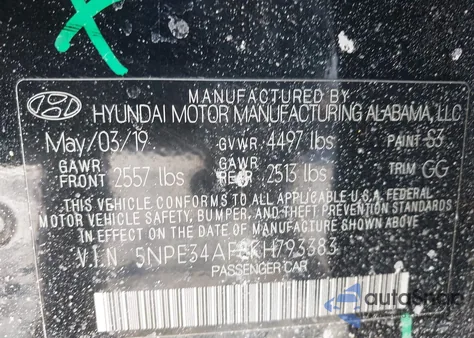 MANUFACTURED BY
HYUNDAI MOTOR MANUFACTURING ALABAMA, LLC
May/03/19 GVWR 4497 lbs PAINT S3
GAWR FRONT 2557 lbs GAWR REAR 2513 lbs TRIM GG
THIS VEHICLE CONFORMS TO ALL APPLICABLE U.S.A. FEDERAL
MOTOR VEHICLE SAFETY, BUMPER, AND THEFT PREVENTION STANDARDS
IN EFFECT ON THE DATE OF MANUFACTURE SHOWN ABOVE.
V.I.N 5NPE34AF8KH793383
PASSENGER CAR